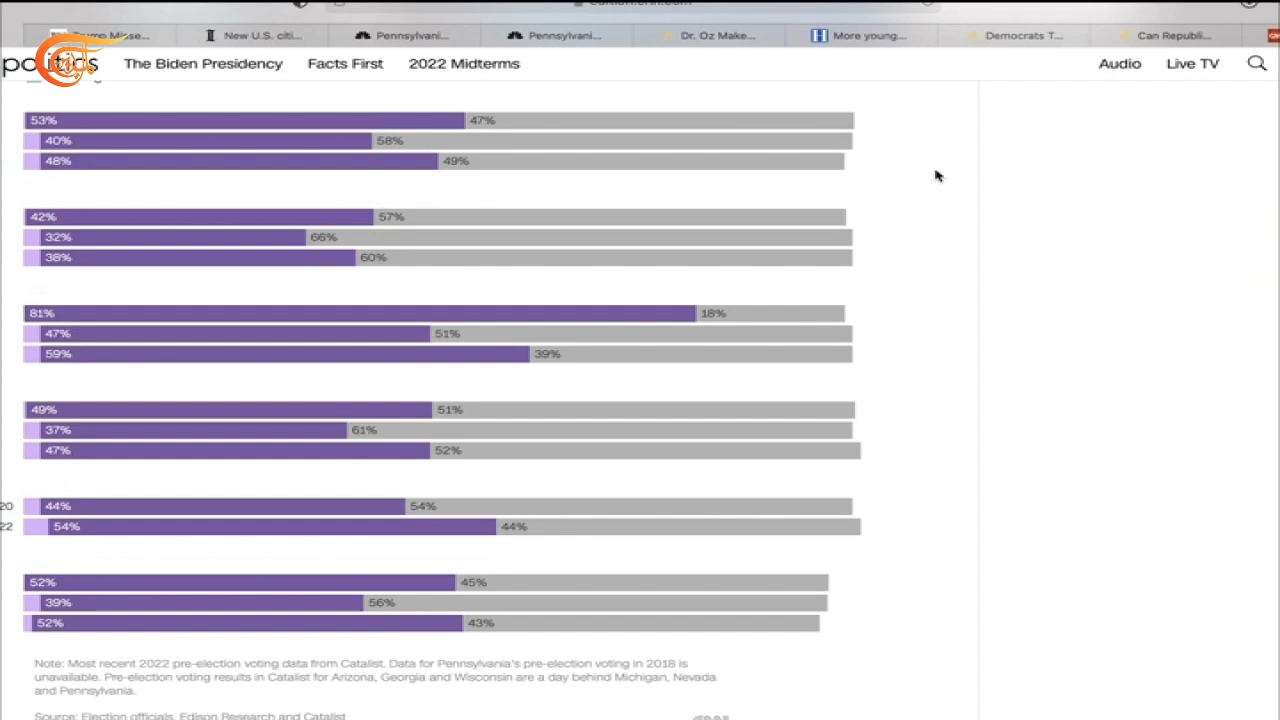 Trump Misse...
New U.S. citi...
Pennsylvani...
Pennsylvani...
Dr. Oz Make...
More young...
Democrats T...
Can Republi...
politics
The Biden Presidency
Facts First
2022 Midterms
Audio
Live TV
53% 47%
40% 58%
48% 49%
42% 57%
32% 66%
38% 60%
81% 18%
47% 51%
59% 39%
49% 51%
37% 61%
47% 52%
20 44% 54%
22 54% 44%
52% 45%
39% 56%
52% 43%
Note: Most recent 2022 pre-election voting data from Catalist. Data for Pennsylvania's pre-election voting in 2018 is
unavailable. Pre-election voting results in Catalist for Arizona, Georgia and Wisconsin are a day behind Michigan, Nevada
and Pennsylvania.
Source: Election officials, Edison Research and Catalist